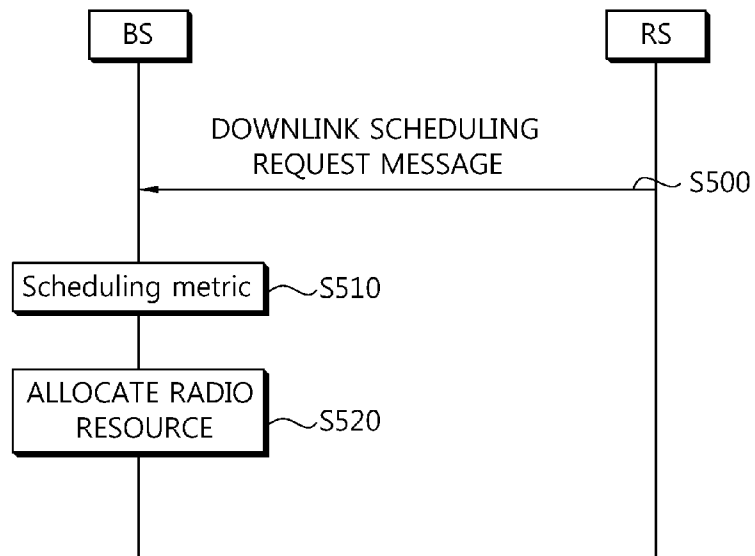 BS
RS
DOWNLINK SCHEDULING
REQUEST MESSAGE
S500
Scheduling metric
S510
ALLOCATE RADIO
RESOURCE
S520